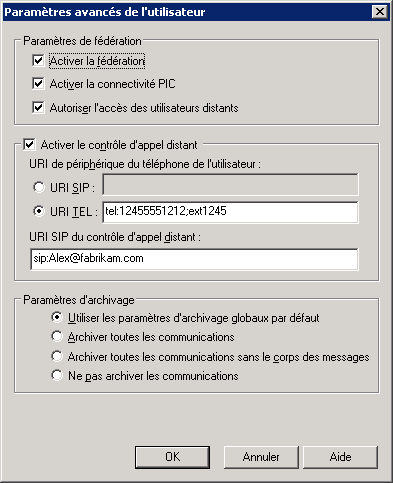 Paramètres avancés de l'utilisateur
Paramètres de fédération
Activer la fédération
Activer la connectivité PIC
Autoriser l'accès des utilisateurs distants
Activer le contrôle d'appel distant
URI de périphérique du téléphone de l'utilisateur :
URI SIP :
URI TEL : tel:12455551212;ext1245
URI SIP du contrôle d'appel distant :
sip:Alex@fabrikam.com
Paramètres d'archivage
Utiliser les paramètres d'archivage globaux par défaut
Archiver toutes les communications
Archiver toutes les communications sans le corps des messages
Ne pas archiver les communications
OK Annuler Aide